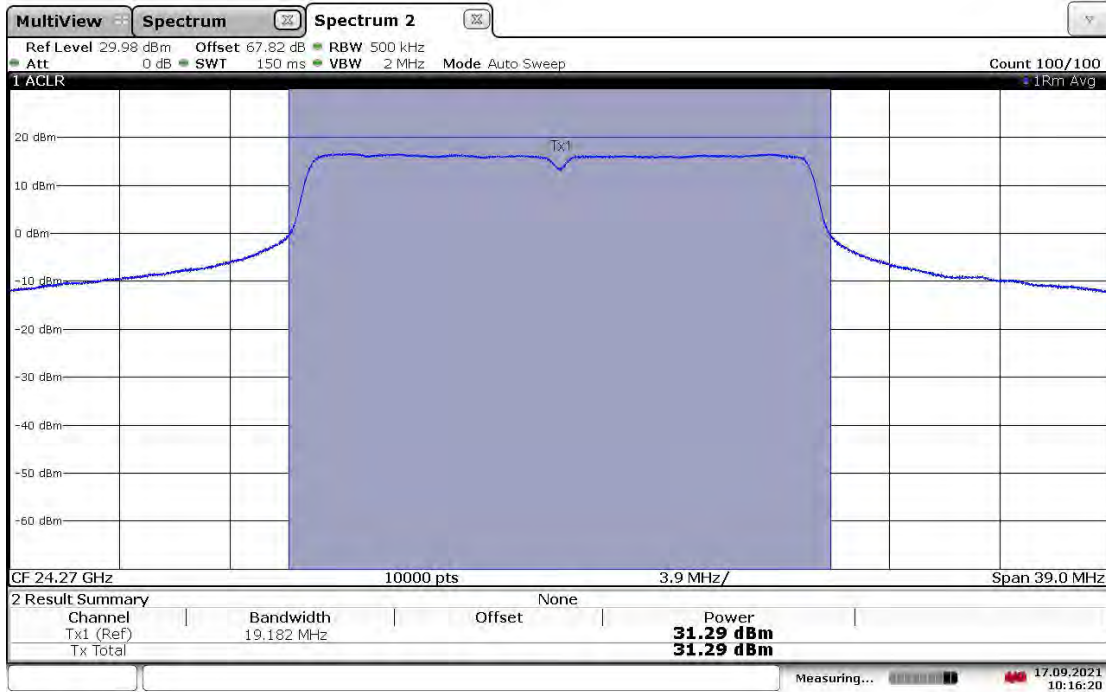 MultiView Spectrum Spectrum 2
Ref Level 29.98 dBm Offset 67.82 dB RBW 500 kHz
Att 0 dB SWT 150 ms VBW 2 MHz Mode Auto Sweep Count 100/100
1 ACLR 1Rm Avg
20 dBm
Tx1
10 dBm
0 dBm
-10 dBm
-20 dBm
-30 dBm
-40 dBm
-50 dBm
-60 dBm
CF 24.27 GHz 10000 pts 3.9 MHz/ Span 39.0 MHz
2 Result Summary None
Channel Bandwidth Offset Power
Tx1 (Ref) 19.182 MHz 31.29 dBm
Tx Total 31.29 dBm
Measuring... 17.09.2021
10:16:20